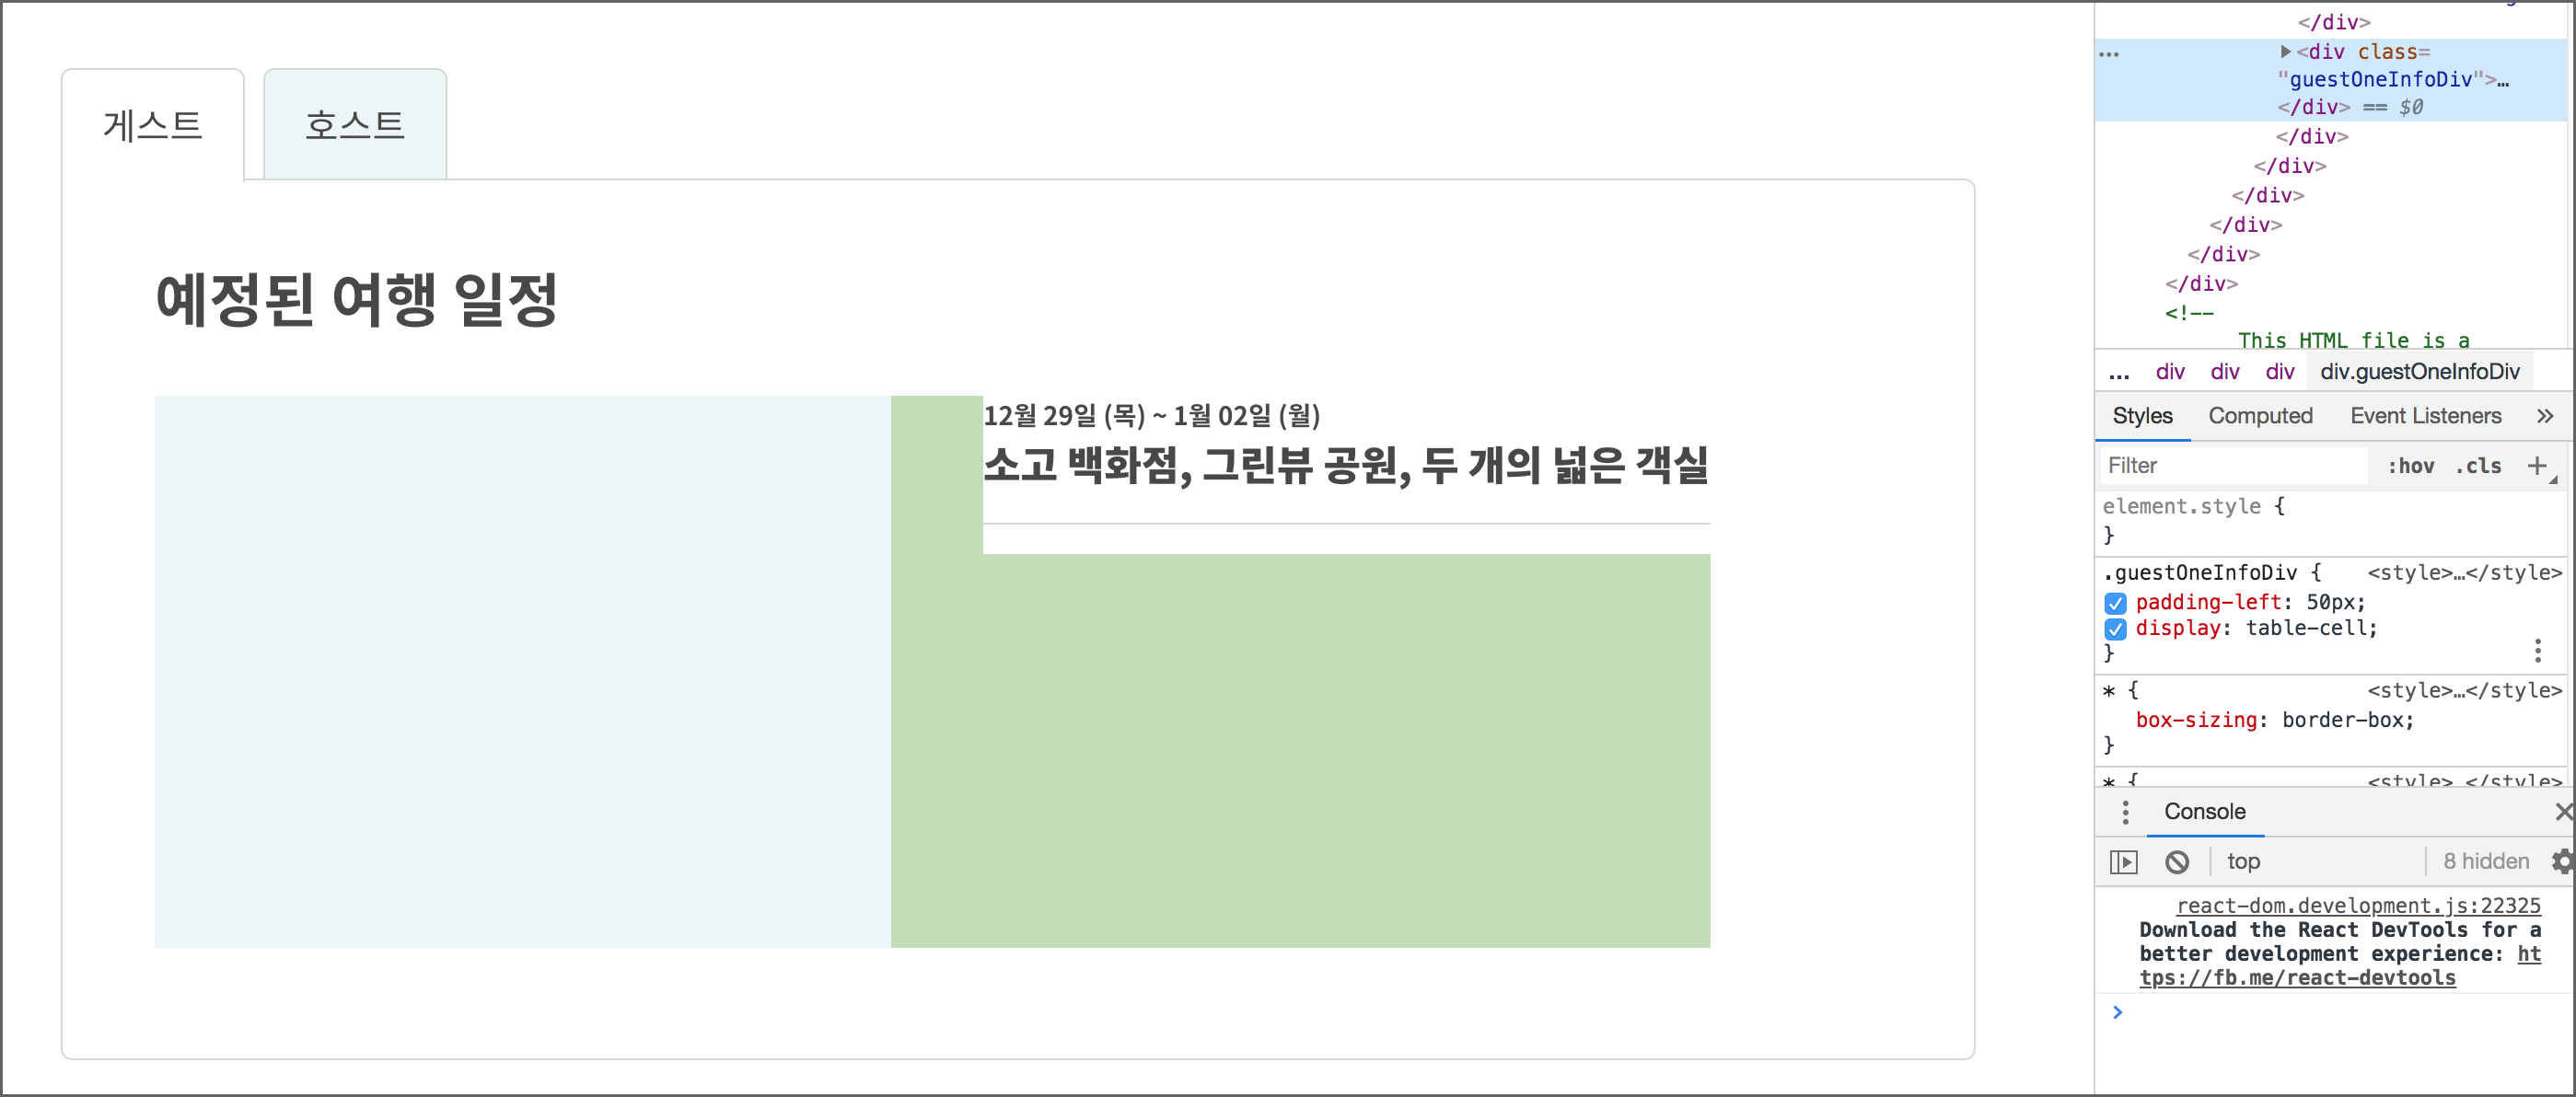 게스트
호스트
예정된 여행 일정
12월 29일 (목) ~ 1월 02일 (월)
소고 백화점, 그린뷰 공원, 두 개의 넓은 객실
</div>
<div class=
"guestOneInfoDiv">…
</div> == $0
</div>
</div>
</div>
</div>
</div>
</div>
<!--
This HTML file is a
... div div div div.guestOneInfoDiv
Styles Computed Event Listeners »
Filter :hov .cls +
element.style {
}
.guestOneInfoDiv { <style>…</style>
padding-left: 50px;
display: table-cell;
}
* { <style>…</style>
box-sizing: border-box;
}
* { <style>…</style>
Console
top 8 hidden
react-dom.development.js:22325
Download the React DevTools for a
better development experience: ht
tps://fb.me/react-devtools